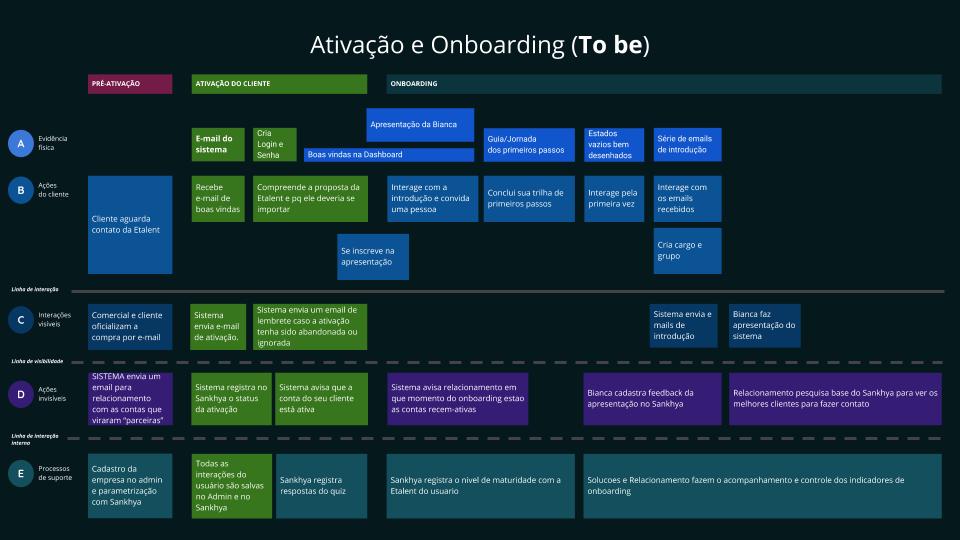 Ativação e Onboarding (To be)
PRÉ-ATIVAÇÃO
ATIVAÇÃO DO CLIENTE
ONBOARDING
A
Evidência
física
E-mail do
sistema
Cria
Login e
Senha
Apresentação da Bianca
Boas vindas na Dashboard
Guia/Jornada
dos primeiros passos
Estados
vazios bem
desenhados
Série de emails
de introdução
B
Ações
do cliente
Cliente aguarda
contato da Etalent
Recebe
e-mail de
boas vindas
Compreende a proposta da
Etalent e pq ele deveria se
importar
Interage com a
introdução e convida
uma pessoa
Conclui sua trilha de
primeiros passos
Interage pela
primeira vez
Interage com
os emails
recebidos
Se inscreve na
apresentação
Cria cargo e
grupo
Linha de interação
C
Interações
visíveis
Comercial e cliente
oficializam a
compra por e-mail
Sistema
envia e-mail
de ativação.
Sistema envia um email de
lembrete caso a ativação
tenha sido abandonada ou
ignorada
Sistema envia e
mails de
introdução
Bianca faz
apresentação do
sistema
Linha de visibilidade
D
Ações
invisíveis
SISTEMA envia um
email para
relacionamento
com as contas que
viraram “parceiras”
Sistema registra no
Sankhya o status
da ativação
Sistema avisa que a
conta do seu cliente
está ativa
Sistema avisa relacionamento em
que momento do onboarding estao
as contas recem-ativas
Bianca cadastra feedback da
apresentação no Sankhya
Relacionamento pesquisa base do Sankhya para ver os
melhores clientes para fazer contato
Linha de interação
interna
E
Processos
de suporte
Cadastro da
empresa no admin
e parametrização
com Sankhya
Todas as
interações do
usuário são salvas
no Admin e no
Sankhya
Sankhya registra
respostas do quiz
Sankhya registra o nivel de maturidade com a
Etalent do usuario
Solucoes e Relacionamento fazem o acompanhamento e controle dos indicadores de
onboarding